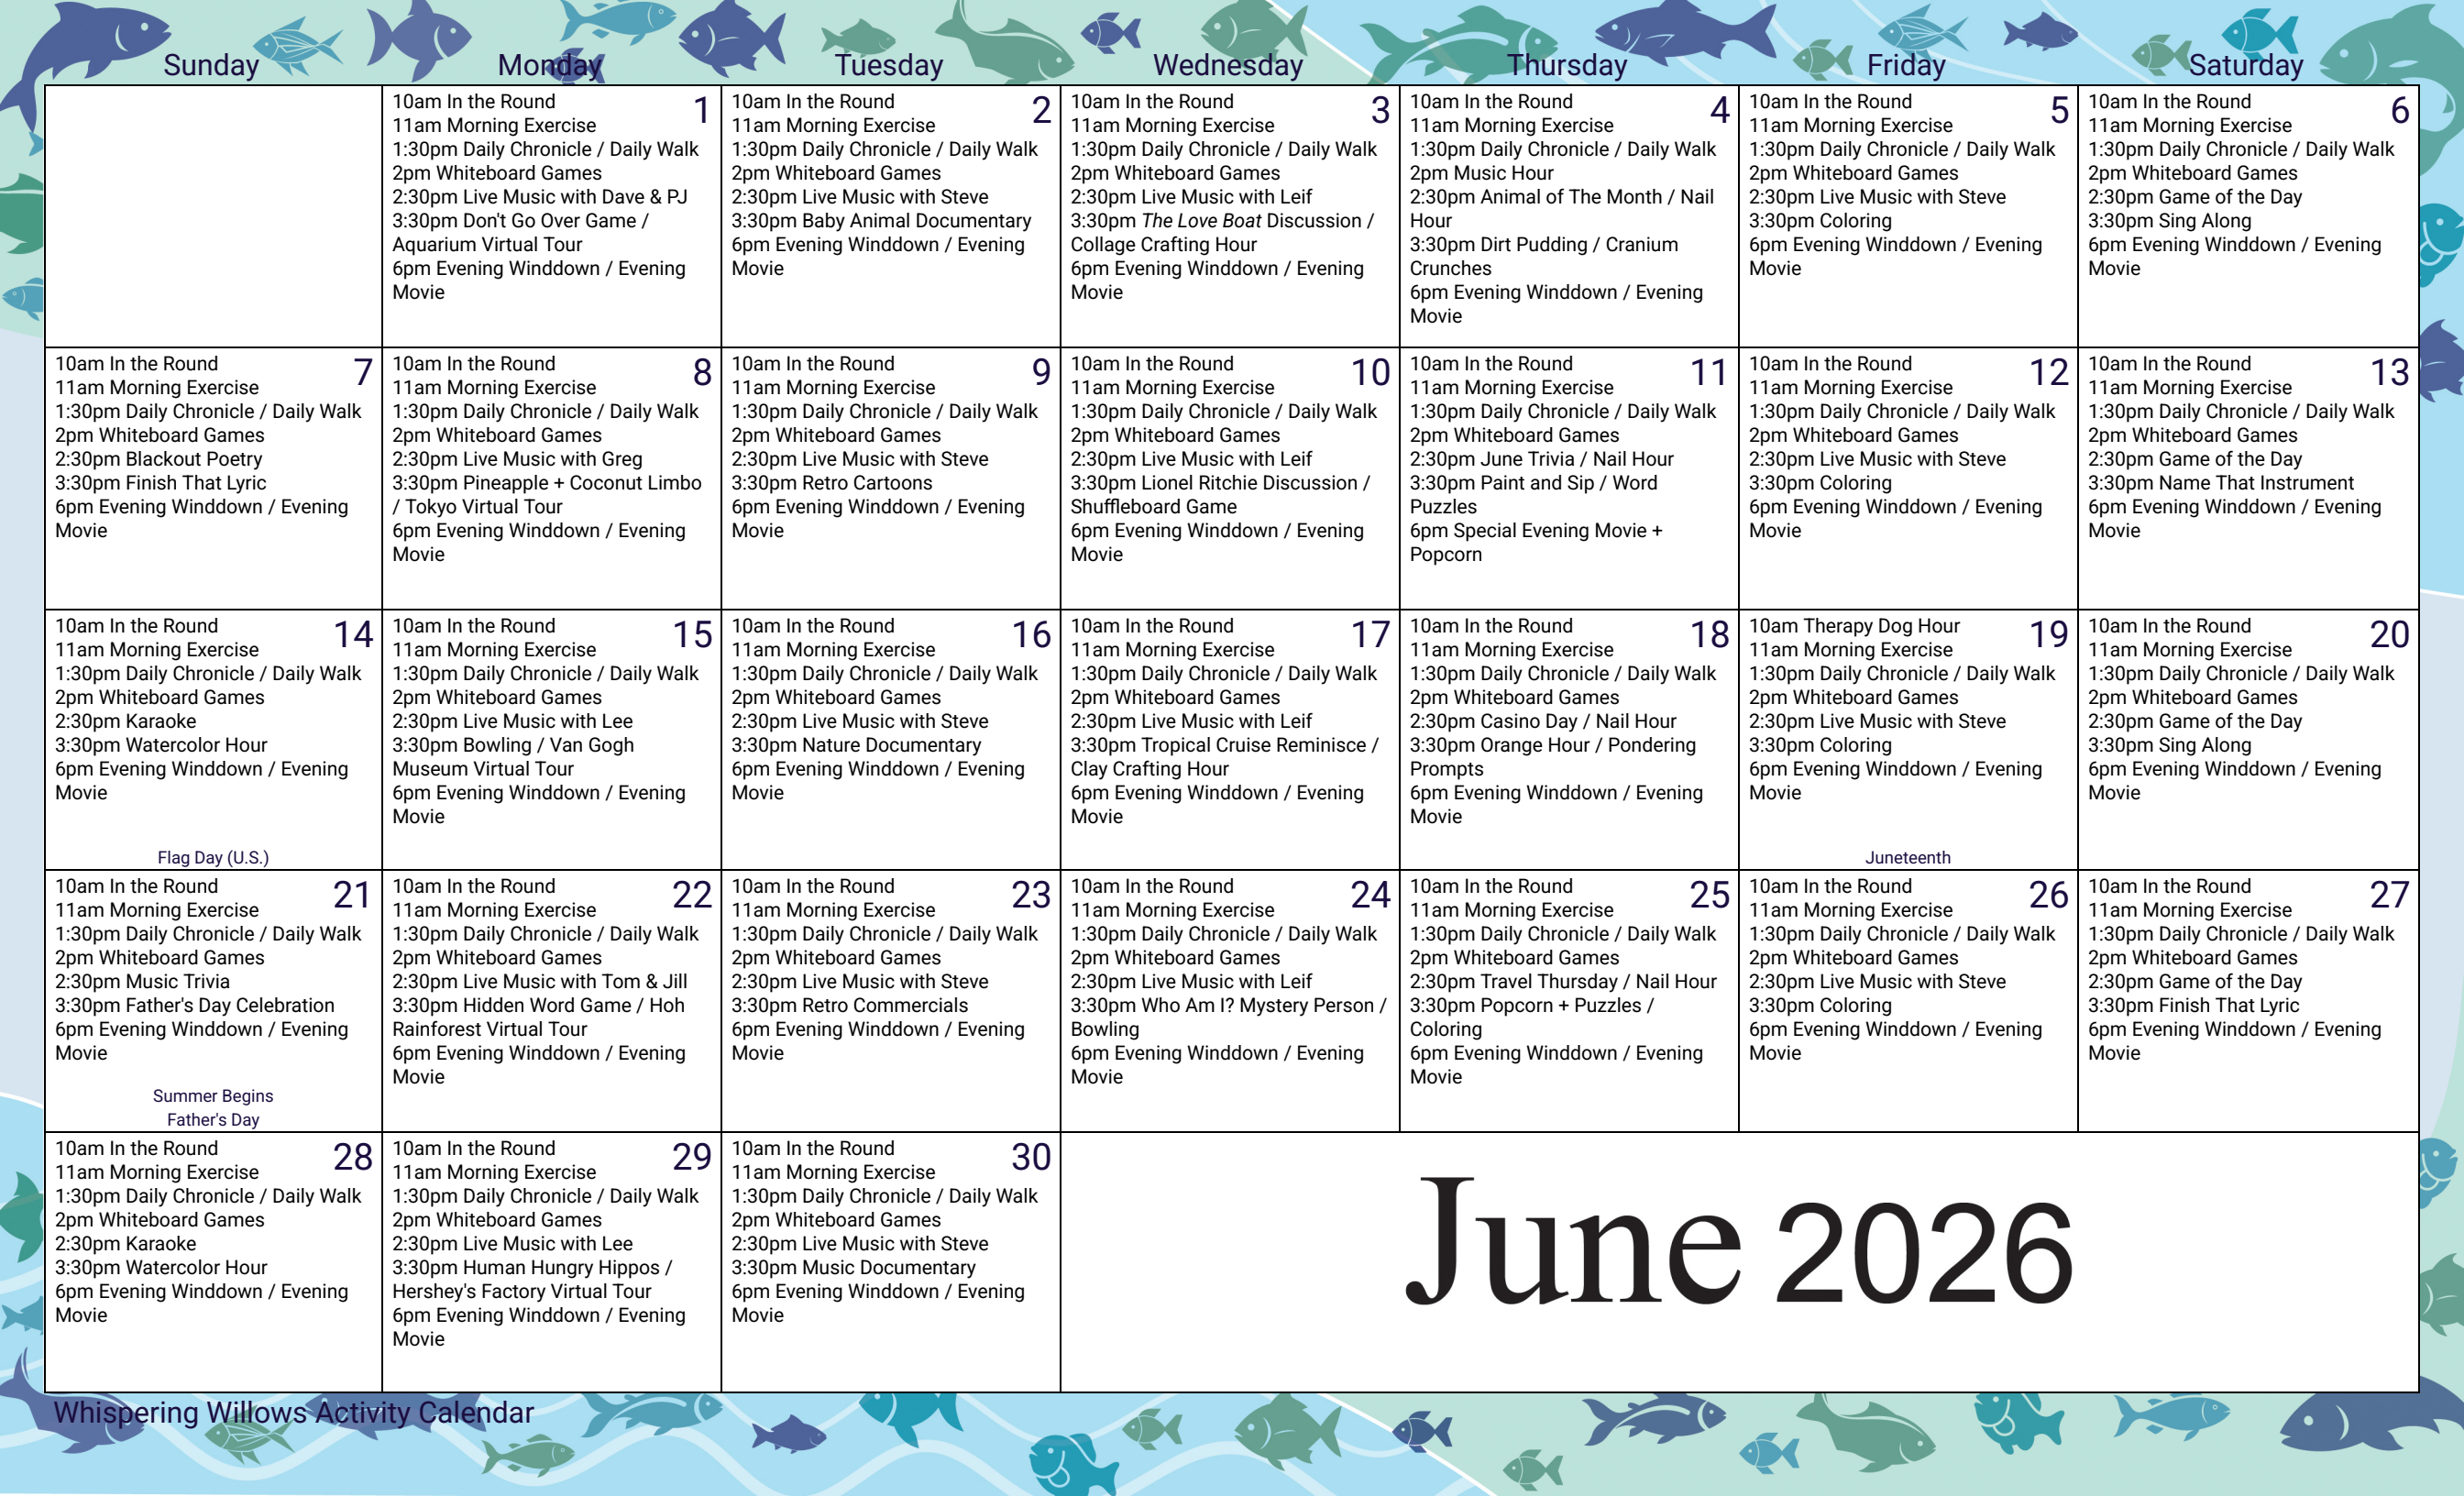 Sunday
Monday
Tuesday
Wednesday
Thursday
Friday
Saturday
10am In the Round
11am Morning Exercise
1:30pm Daily Chronicle / Daily Walk
2pm Whiteboard Games
2:30pm Live Music with Dave & PJ
3:30pm Don't Go Over Game /
Aquarium Virtual Tour
6pm Evening Winddown / Evening
Movie
1
10am In the Round
11am Morning Exercise
1:30pm Daily Chronicle / Daily Walk
2pm Whiteboard Games
2:30pm Live Music with Steve
3:30pm Baby Animal Documentary
6pm Evening Winddown / Evening
Movie
2
10am In the Round
11am Morning Exercise
1:30pm Daily Chronicle / Daily Walk
2pm Whiteboard Games
2:30pm Live Music with Leif
3:30pm The Love Boat Discussion /
Collage Crafting Hour
6pm Evening Winddown / Evening
Movie
3
10am In the Round
11am Morning Exercise
1:30pm Daily Chronicle / Daily Walk
2pm Music Hour
2:30pm Animal of The Month / Nail
Hour
3:30pm Dirt Pudding / Cranium
Crunches
6pm Evening Winddown / Evening
Movie
4
10am In the Round
11am Morning Exercise
1:30pm Daily Chronicle / Daily Walk
2pm Whiteboard Games
2:30pm Live Music with Steve
3:30pm Coloring
6pm Evening Winddown / Evening
Movie
5
10am In the Round
11am Morning Exercise
1:30pm Daily Chronicle / Daily Walk
2pm Whiteboard Games
2:30pm Game of the Day
3:30pm Sing Along
6pm Evening Winddown / Evening
Movie
6
10am In the Round
11am Morning Exercise
1:30pm Daily Chronicle / Daily Walk
2pm Whiteboard Games
2:30pm Blackout Poetry
3:30pm Finish That Lyric
6pm Evening Winddown / Evening
Movie
7
10am In the Round
11am Morning Exercise
1:30pm Daily Chronicle / Daily Walk
2pm Whiteboard Games
2:30pm Live Music with Greg
3:30pm Pineapple + Coconut Limbo
/ Tokyo Virtual Tour
6pm Evening Winddown / Evening
Movie
8
10am In the Round
11am Morning Exercise
1:30pm Daily Chronicle / Daily Walk
2pm Whiteboard Games
2:30pm Live Music with Steve
3:30pm Retro Cartoons
6pm Evening Winddown / Evening
Movie
9
10am In the Round
11am Morning Exercise
1:30pm Daily Chronicle / Daily Walk
2pm Whiteboard Games
2:30pm Live Music with Leif
3:30pm Lionel Ritchie Discussion /
Shuffleboard Game
6pm Evening Winddown / Evening
Movie
10
10am In the Round
11am Morning Exercise
1:30pm Daily Chronicle / Daily Walk
2pm Whiteboard Games
2:30pm June Trivia / Nail Hour
3:30pm Paint and Sip / Word
Puzzles
6pm Special Evening Movie +
Popcorn
11
10am In the Round
11am Morning Exercise
1:30pm Daily Chronicle / Daily Walk
2pm Whiteboard Games
2:30pm Live Music with Steve
3:30pm Coloring
6pm Evening Winddown / Evening
Movie
12
10am In the Round
11am Morning Exercise
1:30pm Daily Chronicle / Daily Walk
2pm Whiteboard Games
2:30pm Game of the Day
3:30pm Name That Instrument
6pm Evening Winddown / Evening
Movie
13
10am In the Round
11am Morning Exercise
1:30pm Daily Chronicle / Daily Walk
2pm Whiteboard Games
2:30pm Karaoke
3:30pm Watercolor Hour
6pm Evening Winddown / Evening
Movie
14
Flag Day (U.S.)
10am In the Round
11am Morning Exercise
1:30pm Daily Chronicle / Daily Walk
2pm Whiteboard Games
2:30pm Live Music with Lee
3:30pm Bowling / Van Gogh
Museum Virtual Tour
6pm Evening Winddown / Evening
Movie
15
10am In the Round
11am Morning Exercise
1:30pm Daily Chronicle / Daily Walk
2pm Whiteboard Games
2:30pm Live Music with Steve
3:30pm Nature Documentary
6pm Evening Winddown / Evening
Movie
16
10am In the Round
11am Morning Exercise
1:30pm Daily Chronicle / Daily Walk
2pm Whiteboard Games
2:30pm Live Music with Leif
3:30pm Tropical Cruise Reminisce /
Clay Crafting Hour
6pm Evening Winddown / Evening
Movie
17
10am In the Round
11am Morning Exercise
1:30pm Daily Chronicle / Daily Walk
2pm Whiteboard Games
2:30pm Casino Day / Nail Hour
3:30pm Orange Hour / Pondering
Prompts
6pm Evening Winddown / Evening
Movie
18
10am Therapy Dog Hour
11am Morning Exercise
1:30pm Daily Chronicle / Daily Walk
2pm Whiteboard Games
2:30pm Live Music with Steve
3:30pm Coloring
6pm Evening Winddown / Evening
Movie
19
Juneteenth
10am In the Round
11am Morning Exercise
1:30pm Daily Chronicle / Daily Walk
2pm Whiteboard Games
2:30pm Game of the Day
3:30pm Sing Along
6pm Evening Winddown / Evening
Movie
20
10am In the Round
11am Morning Exercise
1:30pm Daily Chronicle / Daily Walk
2pm Whiteboard Games
2:30pm Music Trivia
3:30pm Father's Day Celebration
6pm Evening Winddown / Evening
Movie
21
Summer Begins
Father's Day
10am In the Round
11am Morning Exercise
1:30pm Daily Chronicle / Daily Walk
2pm Whiteboard Games
2:30pm Live Music with Tom & Jill
3:30pm Hidden Word Game / Hoh
Rainforest Virtual Tour
6pm Evening Winddown / Evening
Movie
22
10am In the Round
11am Morning Exercise
1:30pm Daily Chronicle / Daily Walk
2pm Whiteboard Games
2:30pm Live Music with Steve
3:30pm Retro Commercials
6pm Evening Winddown / Evening
Movie
23
10am In the Round
11am Morning Exercise
1:30pm Daily Chronicle / Daily Walk
2pm Whiteboard Games
2:30pm Live Music with Leif
3:30pm Who Am I? Mystery Person /
Bowling
6pm Evening Winddown / Evening
Movie
24
10am In the Round
11am Morning Exercise
1:30pm Daily Chronicle / Daily Walk
2pm Whiteboard Games
2:30pm Travel Thursday / Nail Hour
3:30pm Popcorn + Puzzles /
Coloring
6pm Evening Winddown / Evening
Movie
25
10am In the Round
11am Morning Exercise
1:30pm Daily Chronicle / Daily Walk
2pm Whiteboard Games
2:30pm Live Music with Steve
3:30pm Coloring
6pm Evening Winddown / Evening
Movie
26
10am In the Round
11am Morning Exercise
1:30pm Daily Chronicle / Daily Walk
2pm Whiteboard Games
2:30pm Game of the Day
3:30pm Finish That Lyric
6pm Evening Winddown / Evening
Movie
27
10am In the Round
11am Morning Exercise
1:30pm Daily Chronicle / Daily Walk
2pm Whiteboard Games
2:30pm Karaoke
3:30pm Watercolor Hour
6pm Evening Winddown / Evening
Movie
28
10am In the Round
11am Morning Exercise
1:30pm Daily Chronicle / Daily Walk
2pm Whiteboard Games
2:30pm Live Music with Lee
3:30pm Human Hungry Hippos /
Hershey's Factory Virtual Tour
6pm Evening Winddown / Evening
Movie
29
10am In the Round
11am Morning Exercise
1:30pm Daily Chronicle / Daily Walk
2pm Whiteboard Games
2:30pm Live Music with Steve
3:30pm Music Documentary
6pm Evening Winddown / Evening
Movie
30
June 2026
Whispering Willows Activity Calendar